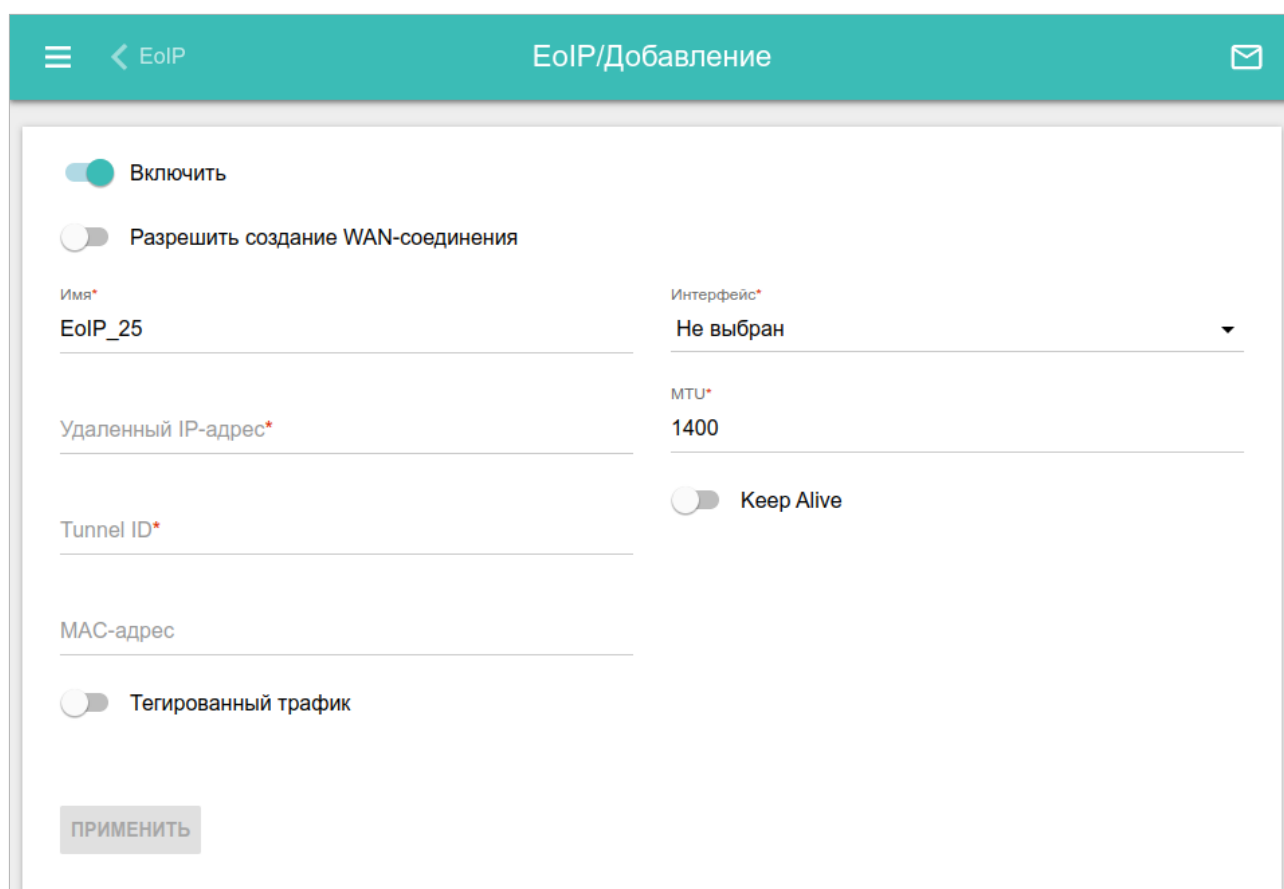 EoIP
EoIP/Добавление
Включить
Разрешить создание WAN-соединения
Имя*
EoIP_25
Интерфейс*
Не выбран
Удаленный IP-адрес*
MTU*
1400
Tunnel ID*
Keep Alive
MAC-адрес
Тегированный трафик
ПРИМЕНИТЬ